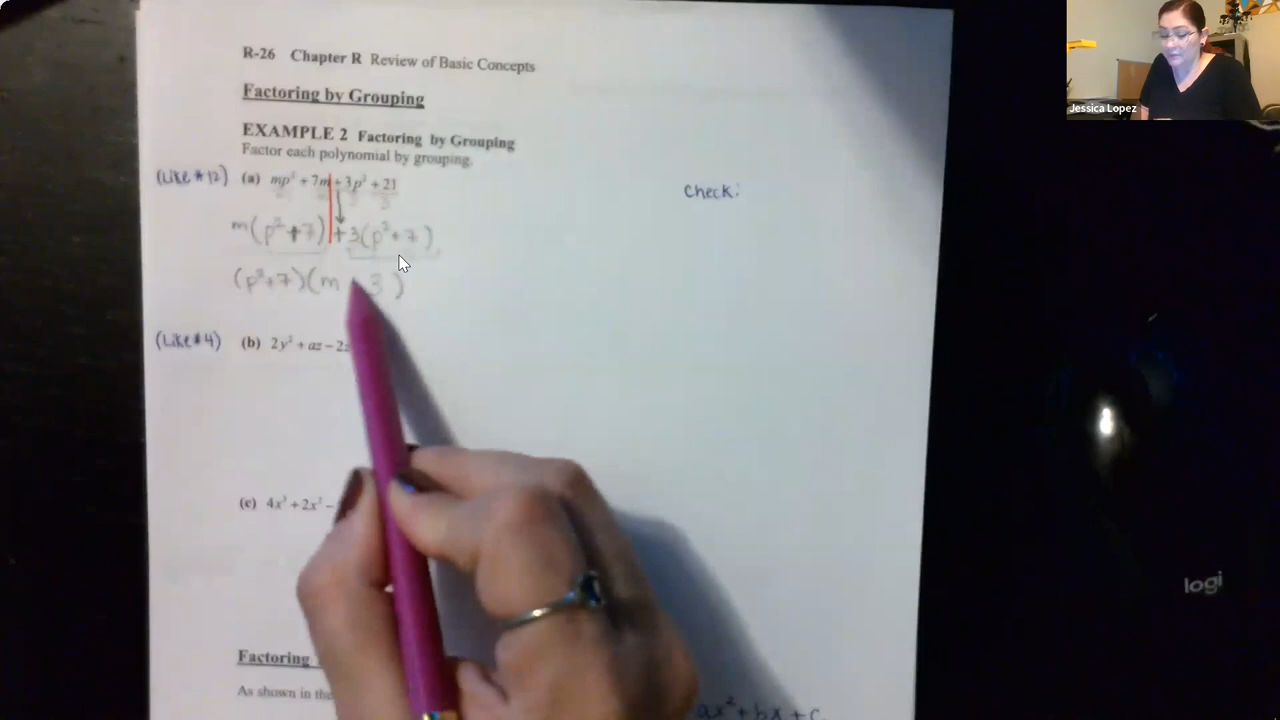 Jessica Lopez
R-26 Chapter R Review of Basic Concepts
Factoring by Grouping
EXAMPLE 2 Factoring by Grouping
Factor each polynomial by grouping.
(Like #12) (a) mp² + 7m + 3p² + 21
check:
m(p²+7) + 3(p²+7)
(p²+7)(m 3)
(Like #4) (b) 2y² + az − 2z
(c) 4x³ + 2x² −
logi
Factoring
As shown in the
ax² + bx + c